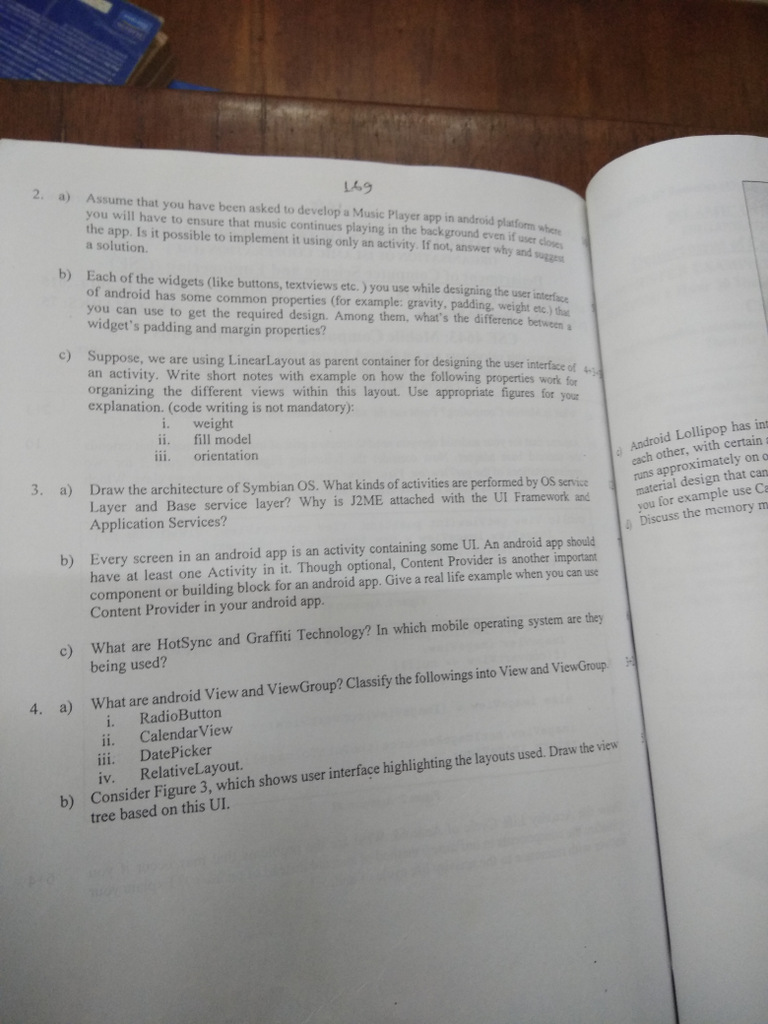 169
2. a) Assume that you have been asked to develop a Music Player app in android platform where
you will have to ensure that music continues playing in the background even if user closes
the app. Is it possible to implement it using only an activity. If not, answer why and suggest
a solution.
b) Each of the widgets (like buttons, textviews etc. ) you use while designing the user interface
of android has some common properties (for example: gravity, padding, weight etc.) that
you can use to get the required design. Among them, what's the difference between a
widget's padding and margin properties?
c) Suppose, we are using LinearLayout as parent container for designing the user interface of
an activity. Write short notes with example on how the following properties work for
organizing the different views within this layout. Use appropriate figures for your
explanation. (code writing is not mandatory):
i. weight
ii. fill model
iii. orientation
3. a) Draw the architecture of Symbian OS. What kinds of activities are performed by OS service
Layer and Base service layer? Why is J2ME attached with the UI Framework and
Application Services?
b) Every screen in an android app is an activity containing some UI. An android app should
have at least one Activity in it. Though optional, Content Provider is another important
component or building block for an android app. Give a real life example when you can use
Content Provider in your android app.
c) What are HotSync and Graffiti Technology? In which mobile operating system are they
being used?
4. a) What are android View and ViewGroup? Classify the followings into View and ViewGroup.
i. RadioButton
ii. CalendarView
iii. DatePicker
iv. RelativeLayout.
b) Consider Figure 3, which shows user interface highlighting the layouts used. Draw the view
tree based on this UI.
c) Android Lollipop has
each other, with certain
runs approximately on
material design that can
you for example use
d) Discuss the memory